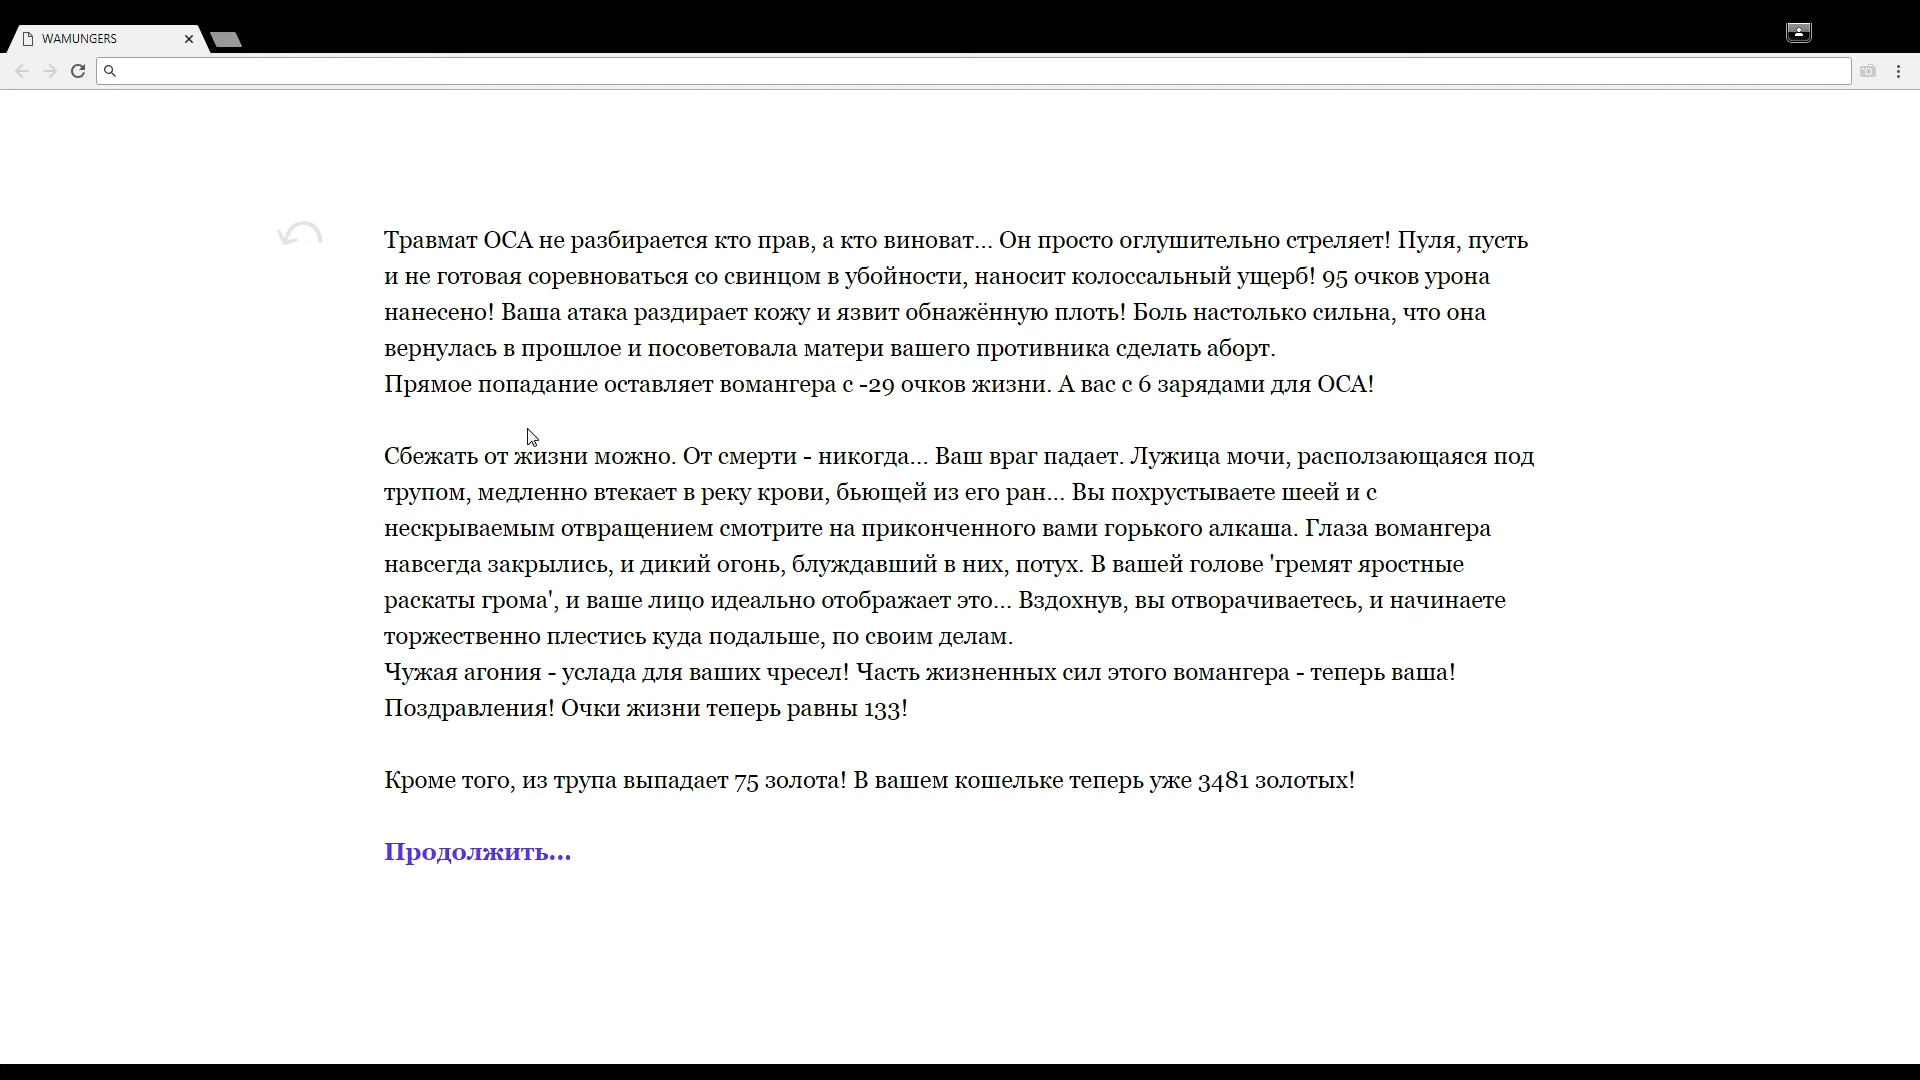 WAMUNGERS
Травмат ОСА не разбирается кто прав, а кто виноват... Он просто оглушительно стреляет! Пуля, пусть
и не готовая соревноваться со свинцом в убойности, наносит колоссальный ущерб! 95 очков урона
нанесено! Ваша атака раздирает кожу и язвит обнажённую плоть! Боль настолько сильна, что она
вернулась в прошлое и посоветовала матери вашего противника сделать аборт.
Прямое попадание оставляет вомангера с -29 очков жизни. А вас с 6 зарядами для ОСА!
Сбежать от жизни можно. От смерти - никогда... Ваш враг падает. Лужица мочи, расползающаяся под
трупом, медленно втекает в реку крови, бьющей из его ран... Вы похрустываете шеей и с
нескрываемым отвращением смотрите на приконченного вами горького алкаша. Глаза вомангера
навсегда закрылись, и дикий огонь, блуждавший в них, потух. В вашей голове 'гремят яростные
раскаты грома', и ваше лицо идеально отображает это... Вздохнув, вы отворачиваетесь, и начинаете
торжественно плестись куда подальше, по своим делам.
Чужая агония - услада для ваших чресел! Часть жизненных сил этого вомангера - теперь ваша!
Поздравления! Очки жизни теперь равны 133!
Кроме того, из трупа выпадает 75 золота! В вашем кошельке теперь уже 3481 золотых!
Продолжить...